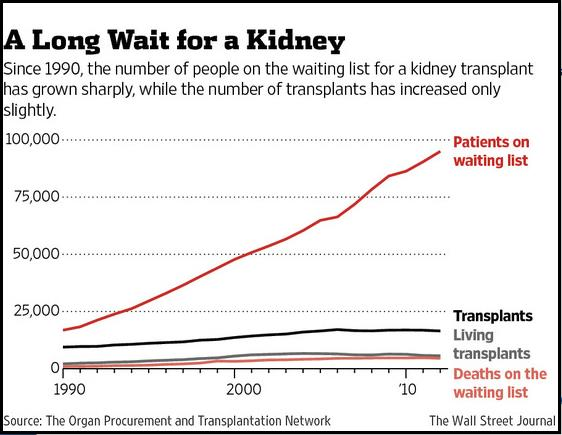 A Long Wait for a Kidney
Since 1990, the number of people on the waiting list for a kidney transplant
has grown sharply, while the number of transplants has increased only
slightly.
100,000
75,000
50,000
25,000
0
Patients on
waiting list
Transplants
Living
transplants
Deaths on the
waiting list
1990
2000
'10
Source: The Organ Procurement and Transplantation Network
The Wall Street Journal